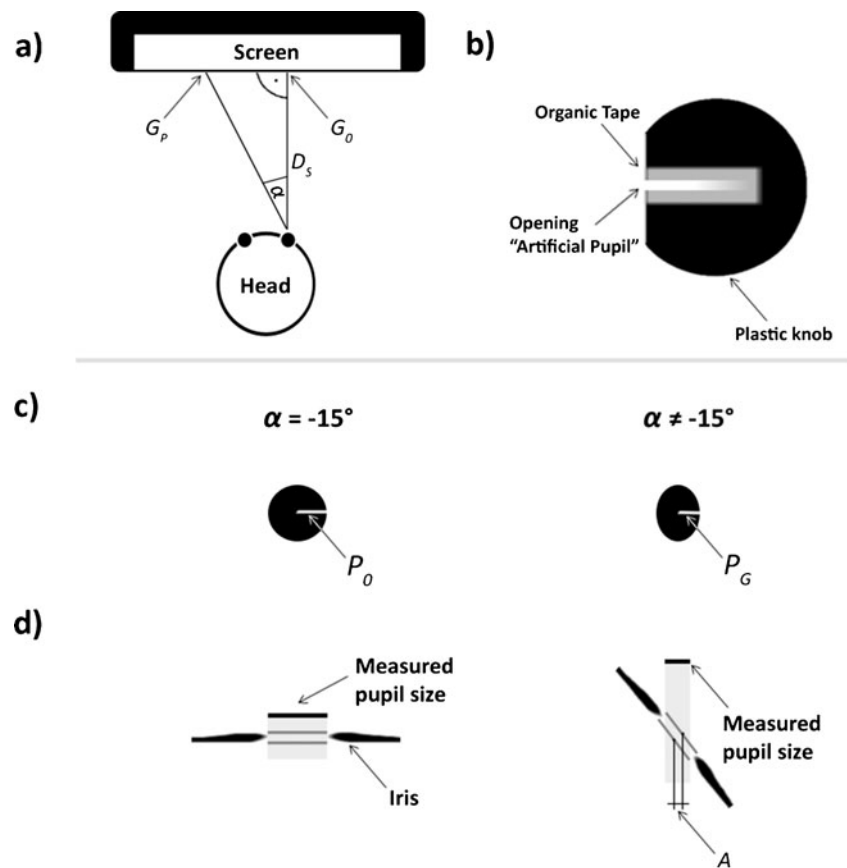 a)
Screen
G_P
G_0
D_S
α
Head
b)
Organic Tape
Opening
“Artificial Pupil”
Plastic knob
c)
α = -15°
α ≠ -15°
P_0
P_G
d)
Measured
pupil size
Iris
Measured
pupil size
A